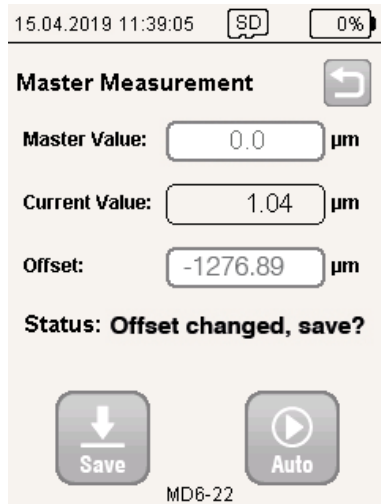 15.04.2019 11:39:05 SD 0%
Master Measurement
Master Value: 0.0 µm
Current Value: 1.04 µm
Offset: -1276.89 µm
Status: Offset changed, save?
Save Auto
MD6-22